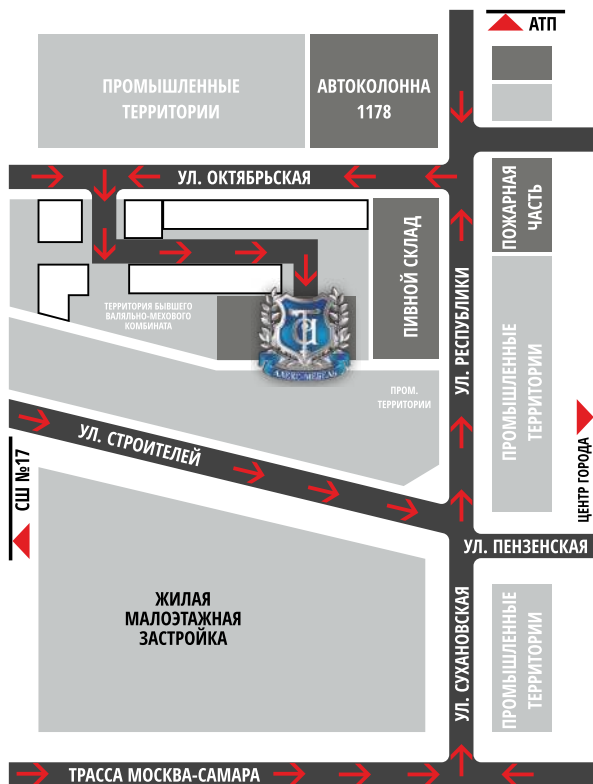 АТП
ПРОМЫШЛЕННЫЕ
ТЕРРИТОРИИ
АВТОКОЛОННА
1178
УЛ. ОКТЯБРЬСКАЯ
ПОЖАРНАЯ
ЧАСТЬ
ПИВНОЙ СКЛАД
УЛ. РЕСПУБЛИКИ
ТЕРРИТОРИЯ БЫВШЕГО
ВАЛЯЛЬНО-МЕХОВОГО
КОМБИНАТА
АЛЕКС-МЕБЕЛЬ
ПРОМЫШЛЕННЫЕ
ТЕРРИТОРИИ
ПРОМ.
ТЕРРИТОРИИ
ЦЕНТР ГОРОДА
УЛ. СТРОИТЕЛЕЙ
СШ №17
УЛ. ПЕНЗЕНСКАЯ
ЖИЛАЯ
МАЛОЭТАЖНАЯ
ЗАСТРОЙКА
УЛ. СУХАНОВСКАЯ
ПРОМЫШЛЕННЫЕ
ТЕРРИТОРИИ
ТРАССА МОСКВА-САМАРА